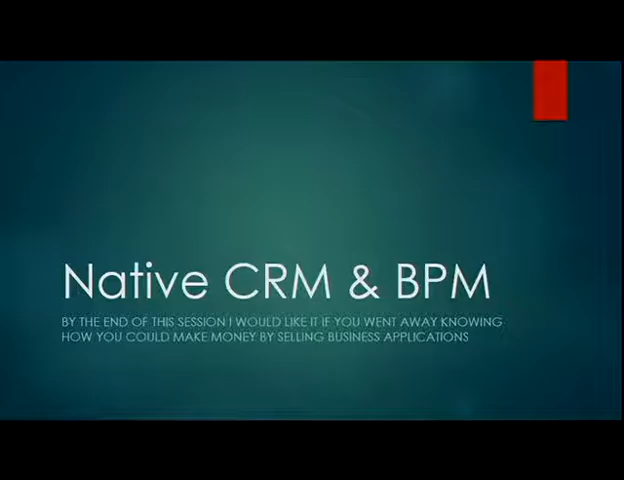 Native CRM & BPM
BY THE END OF THIS SESSION I WOULD LIKE IT IF YOU WENT AWAY KNOWING
HOW YOU COULD MAKE MONEY BY SELLING BUSINESS APPLICATIONS